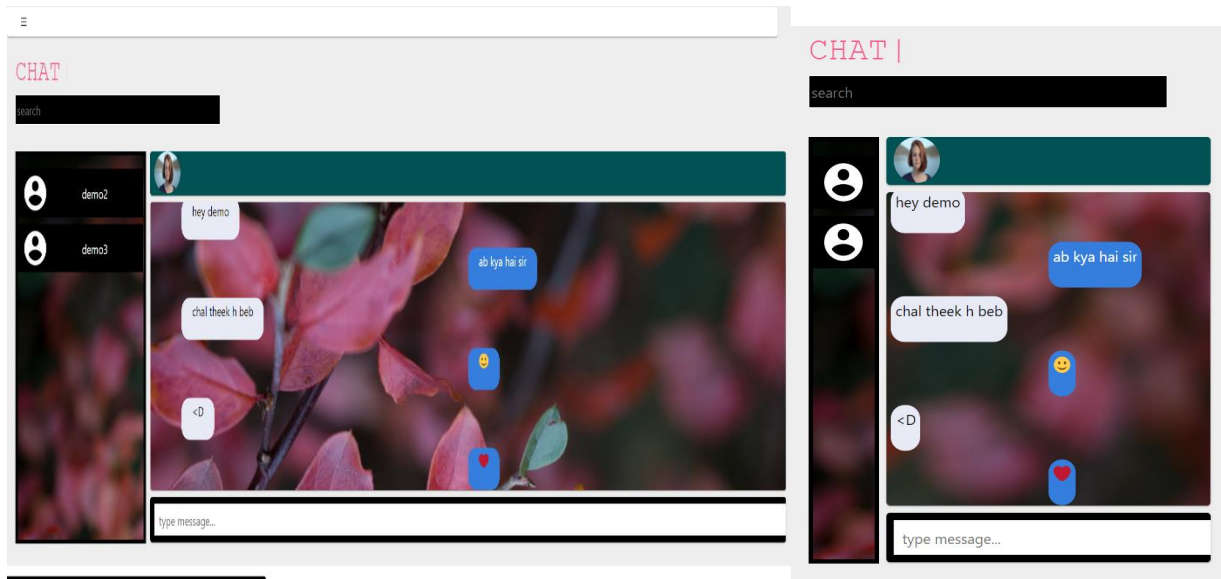 CHAT |
search
demo2
demo3
hey demo
ab kya hai sir
chal theek h beb
🙂
<D
❤️
type message...
CHAT |
search
hey demo
ab kya hai sir
chal theek h beb
🙂
<D
❤️
type message...